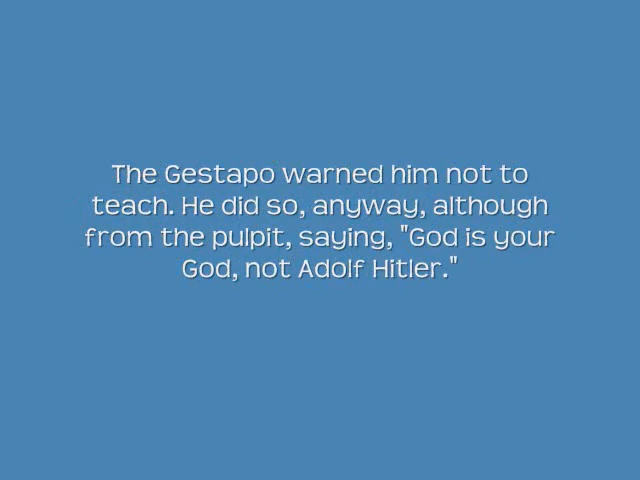 The Gestapo warned him not to
teach. He did so, anyway, although
from the pulpit, saying, "God is your
God, not Adolf Hitler."